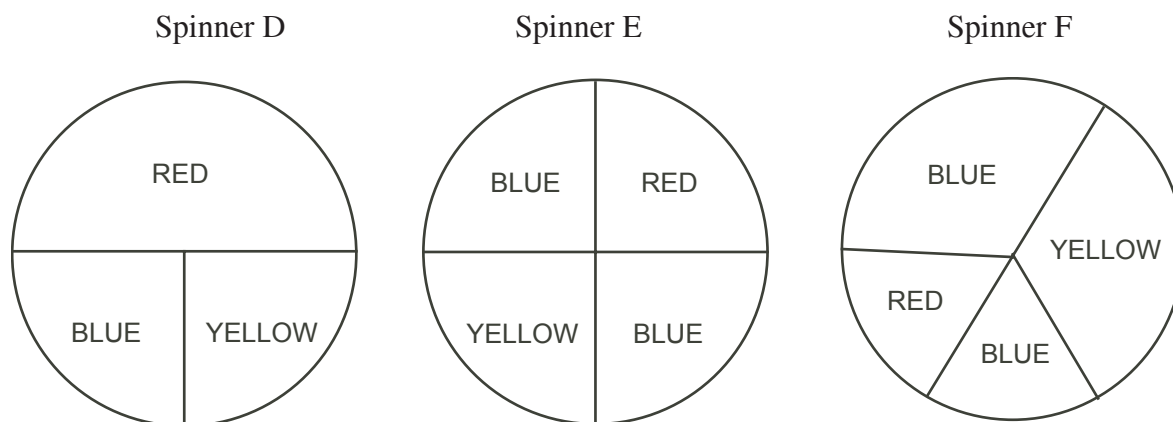 Spinner D
Spinner E
Spinner F
RED
BLUE
YELLOW
BLUE
RED
YELLOW
BLUE
BLUE
YELLOW
RED
BLUE